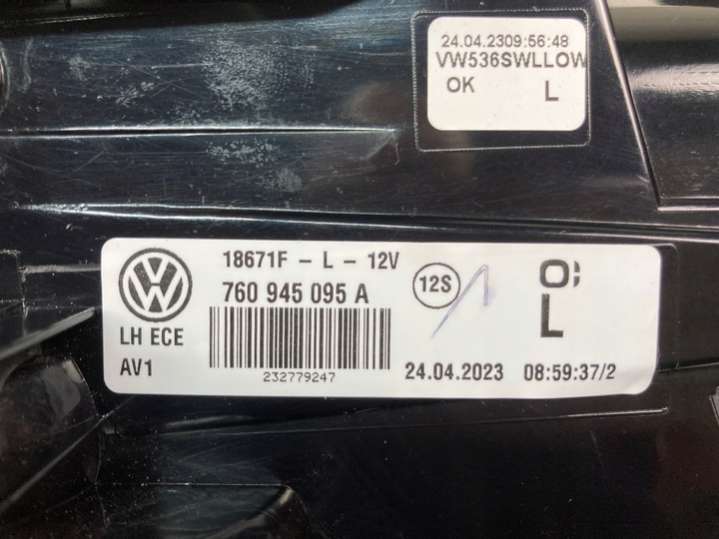 24.04.2309:56:48
VW536SWLLOW
OK L
18671F - L - 12V
760 945 095 A
12S
LH ECE
AV1
232779247
24.04.2023 08:59:37/2
L